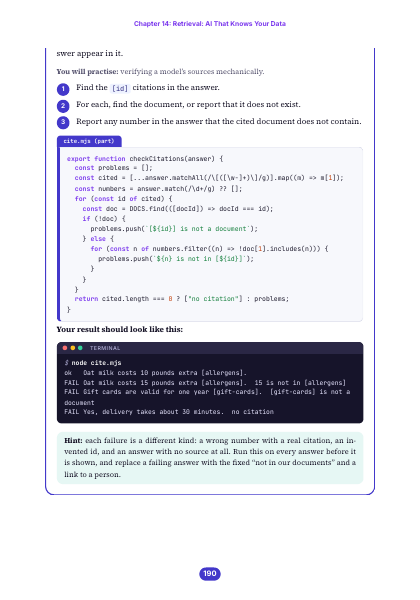 Chapter 14: Retrieval: AI That Knows Your Data
swer appear in it.
You will practise: verifying a model's sources mechanically.
1 Find the [id] citations in the answer.
2 For each, find the document, or report that it does not exist.
3 Report any number in the answer that the cited document does not contain.
cite.mjs (part)
export function checkCitations(answer) {
  const problems = [];
  const cited = [...answer.matchAll(/\[([\w-]+)\]/g)].map((m) => m[1]);
  const numbers = answer.match(/\d+/g) ?? [];
  for (const id of cited) {
    const doc = DOCS.find(([docId]) => docId === id);
    if (!doc) {
      problems.push(`[${id}] is not a document`);
    } else {
      for (const n of numbers.filter((n) => !doc[1].includes(n))) {
        problems.push(`${n} is not in [${id}]`);
      }
    }
  }
  return cited.length === 0 ? ["no citation"] : problems;
}
Your result should look like this:
TERMINAL
$ node cite.mjs
ok   Oat milk costs 10 pounds extra [allergens].
FAIL Oat milk costs 15 pounds extra [allergens].  15 is not in [allergens]
FAIL Gift cards are valid for one year [gift-cards].  [gift-cards] is not a
document
FAIL Yes, delivery takes about 30 minutes.  no citation
Hint: each failure is a different kind: a wrong number with a real citation, an in-
vented id, and an answer with no source at all. Run this on every answer before it
is shown, and replace a failing answer with the fixed "not in our documents" and a
link to a person.
190